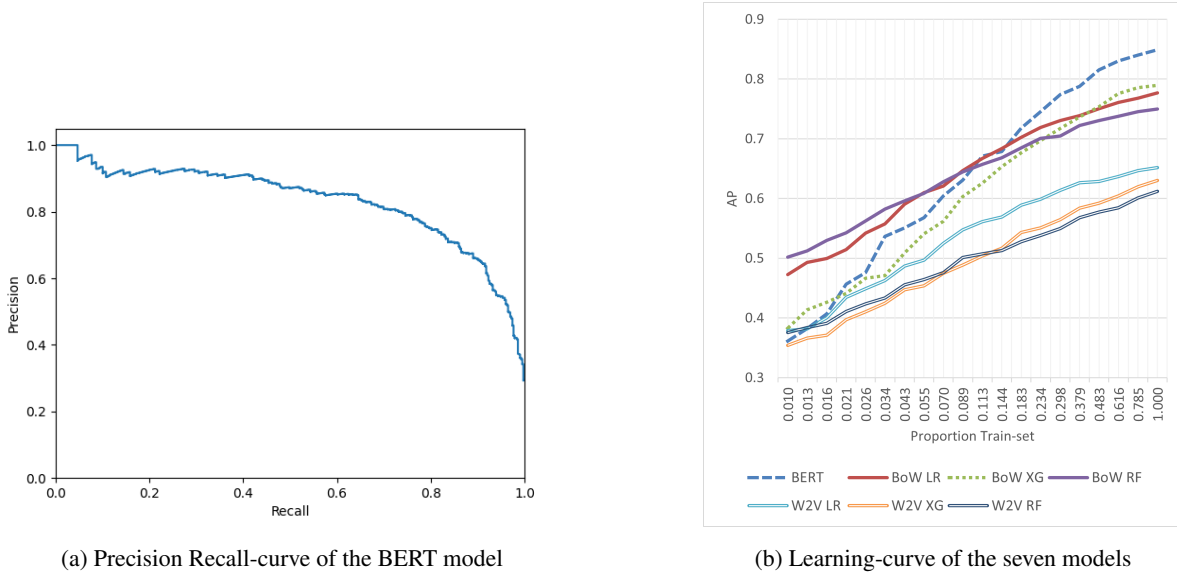 1.0
0.8
0.6
0.4
0.2
0.0
Precision
0.0 0.2 0.4 0.6 0.8 1.0
Recall
(a) Precision Recall-curve of the BERT model
0.9
0.8
0.7
0.6
0.5
0.4
0.3
AP
0.010 0.013 0.016 0.021 0.026 0.034 0.043 0.055 0.070 0.089 0.113 0.144 0.183 0.234 0.298 0.379 0.483 0.616 0.785 1.000
Proportion Train-set
BERT BoW LR BoW XG BoW RF
W2V LR W2V XG W2V RF
(b) Learning-curve of the seven models